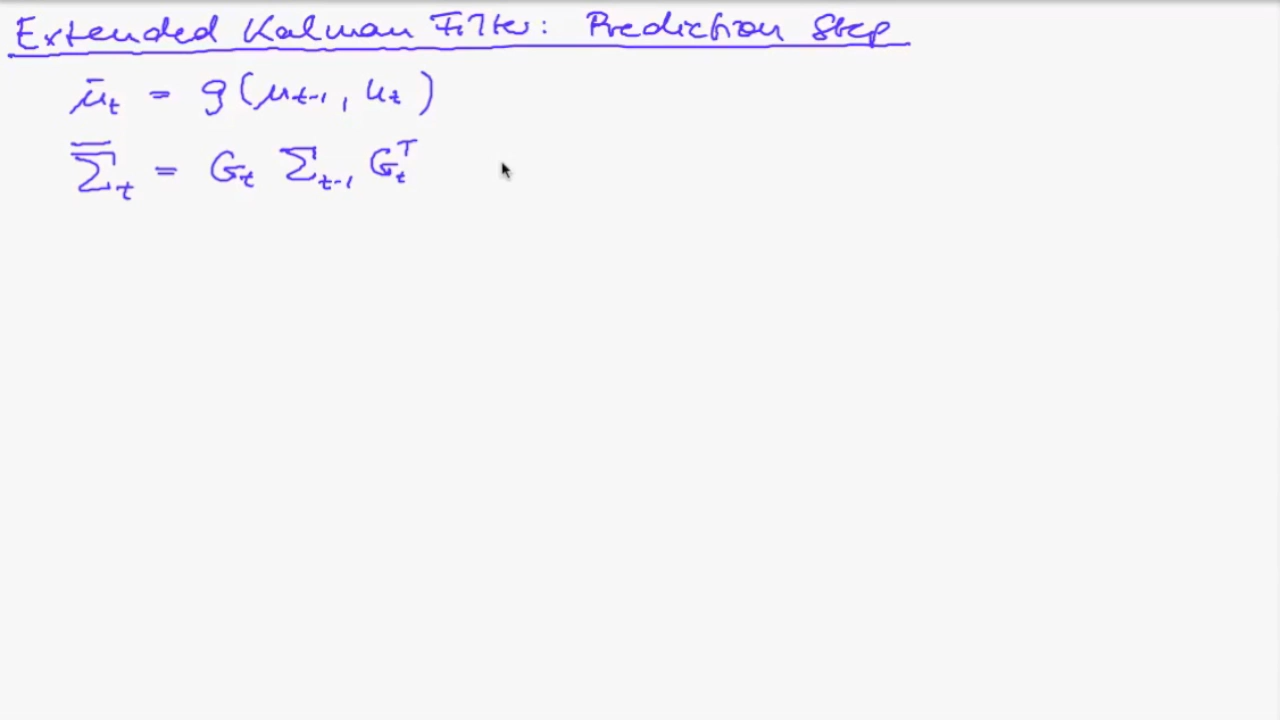 Extended Kalman Filter: Prediction Step
μ̄ₜ = g(μₜ₋₁, uₜ)
Σ̄ₜ = Gₜ Σₜ₋₁ Gₜᵀ